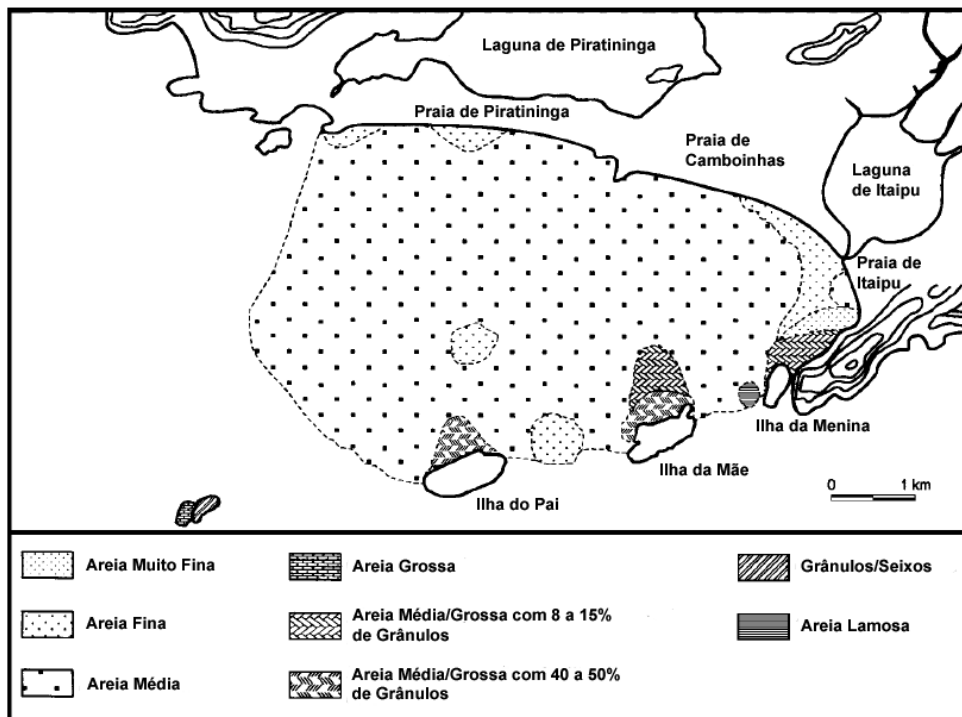 Laguna de Piratininga
Praia de Piratininga
Praia de
Camboinhas
Laguna
de Itaipu
Praia de
Itaipu
Ilha da Menina
Ilha da Mãe
Ilha do Pai
0 1 km
Areia Muito Fina
Areia Fina
Areia Média
Areia Grossa
Areia Média/Grossa com 8 a 15%
de Grânulos
Areia Média/Grossa com 40 a 50%
de Grânulos
Grânulos/Seixos
Areia Lamosa